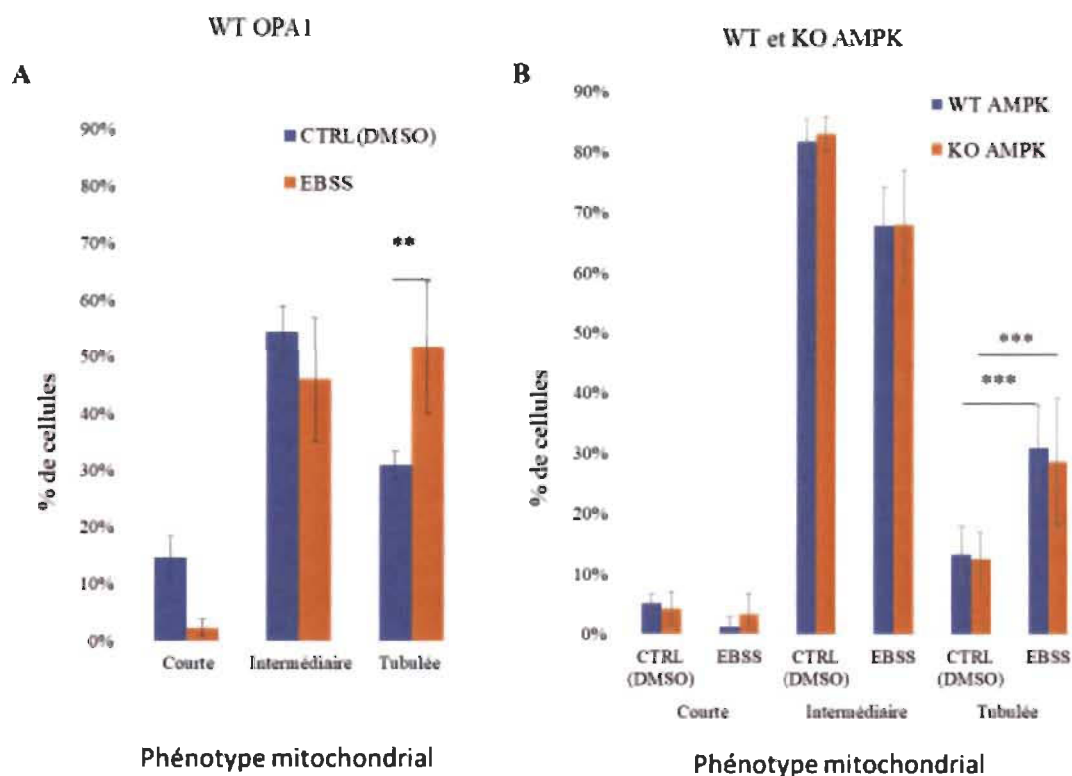 WT OPA1
A
90%
80%
70%
60%
50%
40%
30%
20%
10%
0%
% de cellules
CTRL(DMSO)
EBSS
**
Courte Intermédiaire Tubulée
Phénotype mitochondrial
WT et KO AMPK
B
90%
80%
70%
60%
50%
40%
30%
20%
10%
0%
% de cellules
WT AMPK
KO AMPK
***
***
CTRL (DMSO) EBSS CTRL (DMSO) EBSS CTRL (DMSO) EBSS
Courte Intermédiaire Tubulée
Phénotype mitochondrial